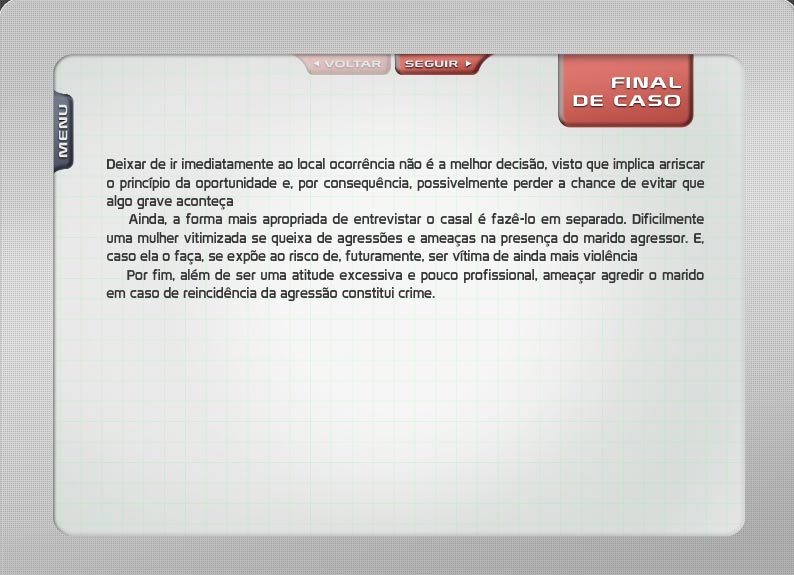 VOLTAR
SEGUIR
FINAL
DE CASO
MENU
Deixar de ir imediatamente ao local ocorrência não é a melhor decisão, visto que implica arriscar
o princípio da oportunidade e, por consequência, possivelmente perder a chance de evitar que
algo grave aconteça
Ainda, a forma mais apropriada de entrevistar o casal é fazê-lo em separado. Dificilmente
uma mulher vitimizada se queixa de agressões e ameaças na presença do marido agressor. E,
caso ela o faça, se expõe ao risco de, futuramente, ser vítima de ainda mais violência
Por fim, além de ser uma atitude excessiva e pouco profissional, ameaçar agredir o marido
em caso de reincidência da agressão constitui crime.